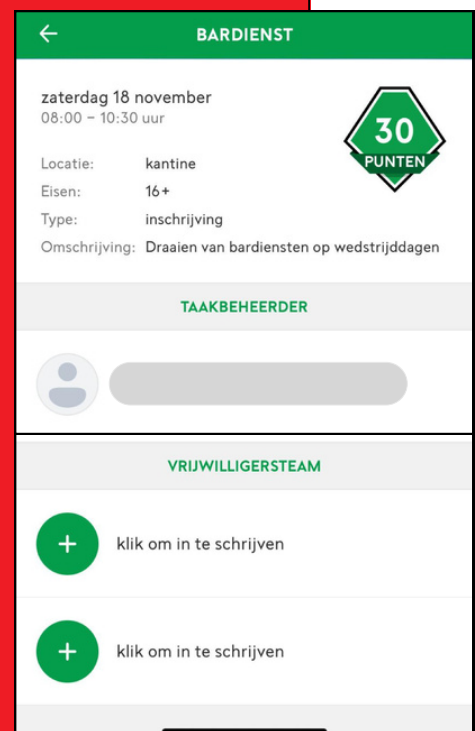 BARDIENST
zaterdag 18 november
08:00 – 10:30 uur
30
PUNTEN
Locatie: kantine
Eisen: 16+
Type: inschrijving
Omschrijving: Draaien van bardiensten op wedstrijddagen
TAAKBEHEERDER
VRIJWILLIGERSTEAM
+ klik om in te schrijven
+ klik om in te schrijven